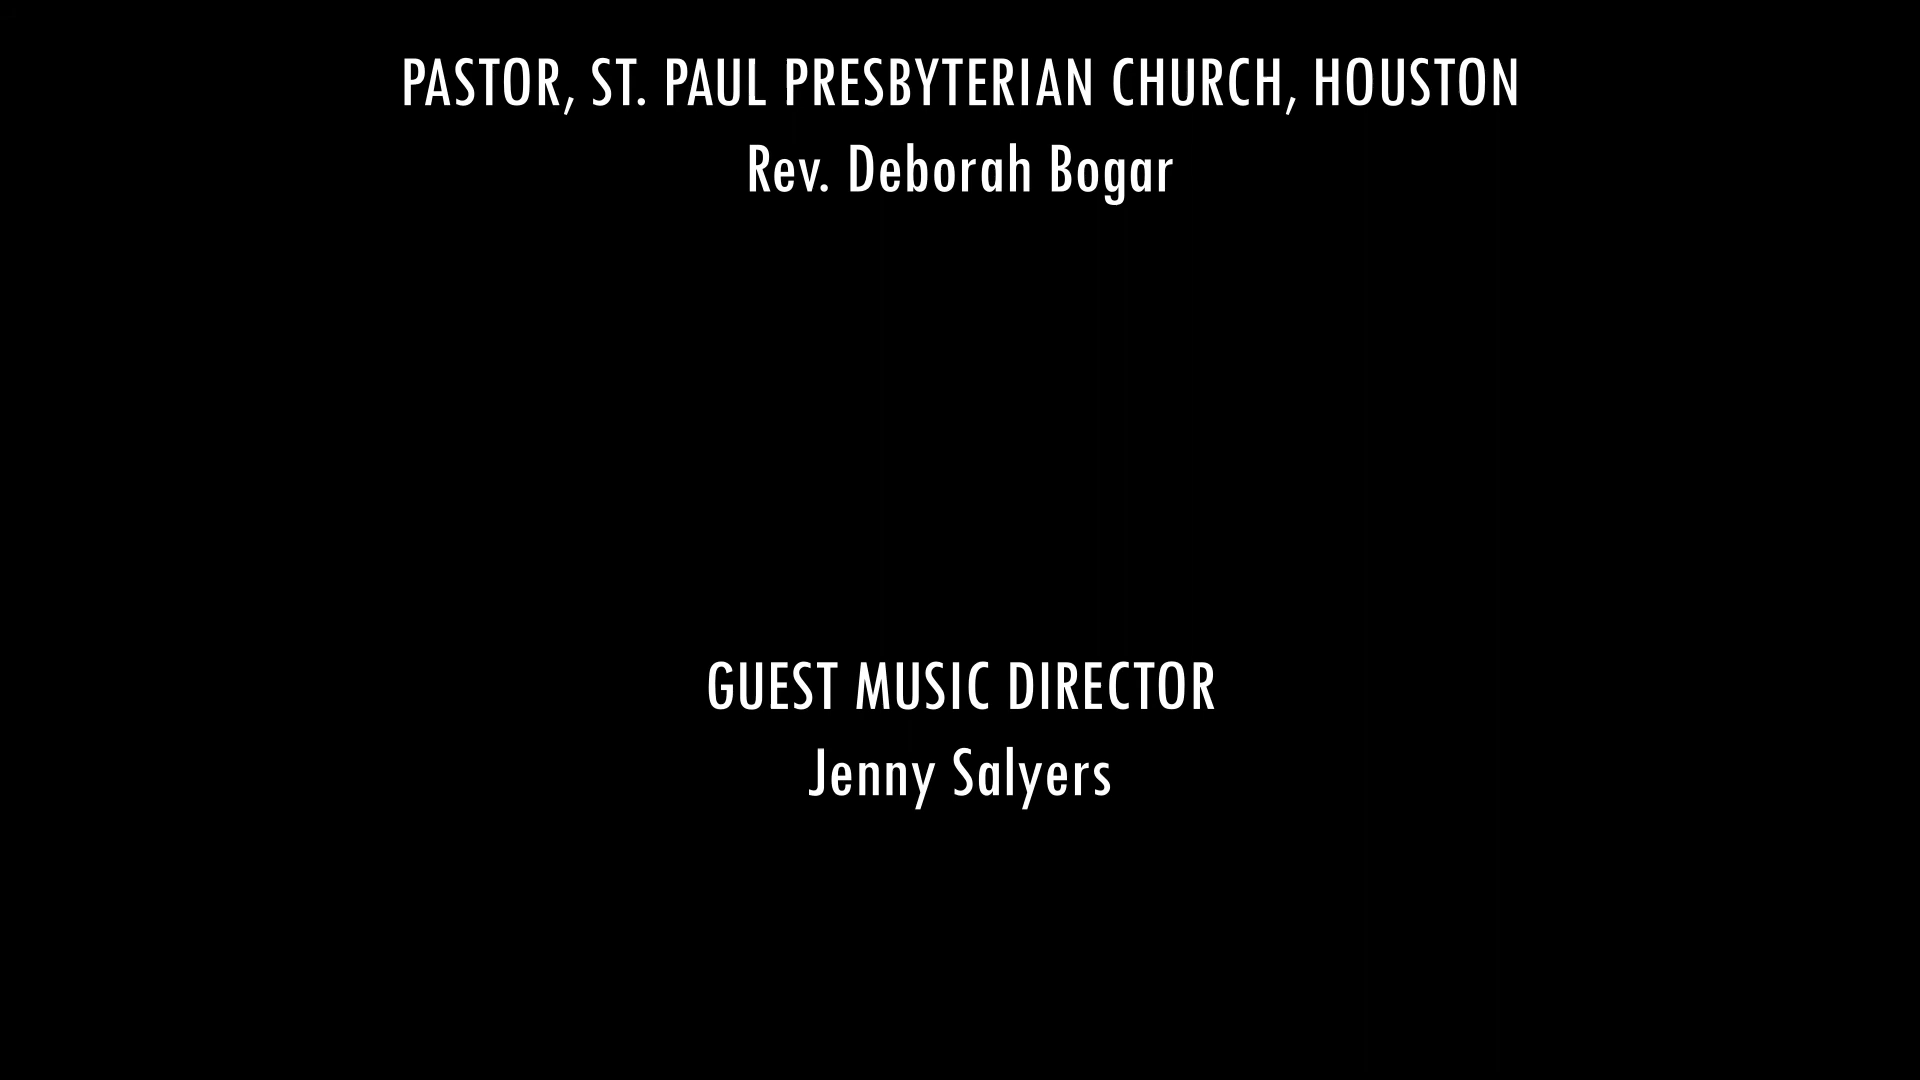 PASTOR, ST. PAUL PRESBYTERIAN CHURCH, HOUSTON
Rev. Deborah Bogar
GUEST MUSIC DIRECTOR
Jenny Salyers